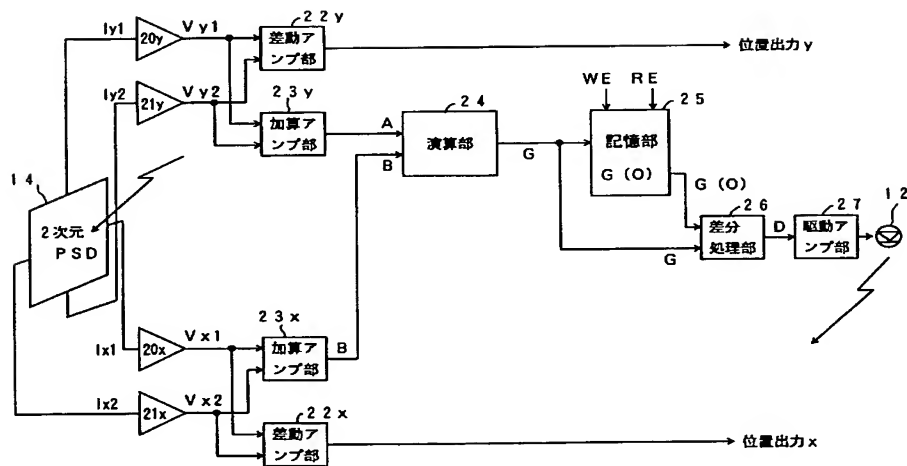 Iy1
20y
Vy1
22y
差動ア
ンプ部
位置出力y
Iy2
21y
Vy2
23y
加算ア
ンプ部
A
B
24
演算部
G
WE
RE
25
記憶部
G(O)
G(O)
26
差分
処理部
G
D
27
駆動ア
ンプ部
12
14
2次元
PSD
Ix1
20x
Vx1
23x
加算ア
ンプ部
B
Ix2
21x
Vx2
22x
差動ア
ンプ部
位置出力x